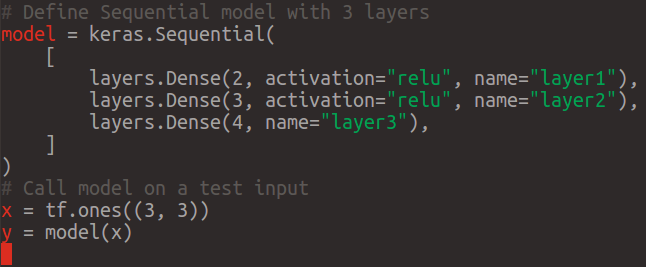 # Define Sequential model with 3 layers
model = keras.Sequential(
    [
        layers.Dense(2, activation="relu", name="layer1"),
        layers.Dense(3, activation="relu", name="layer2"),
        layers.Dense(4, name="layer3"),
    ]
)
# Call model on a test input
x = tf.ones((3, 3))
y = model(x)